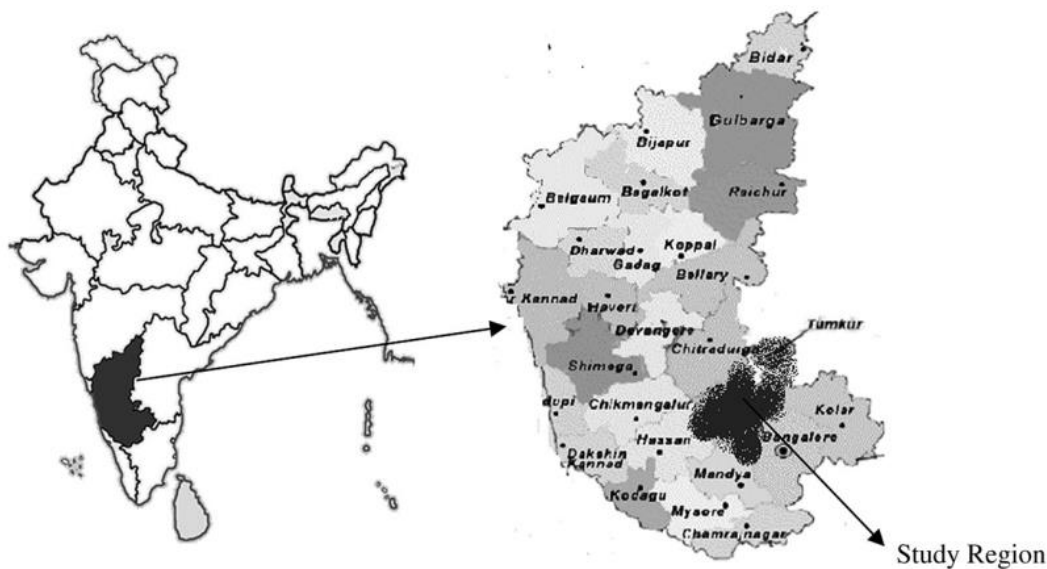 Bidar
Gulbarga
Bijapur
Bagalkot
Raichur
Belgaum
Koppal
Dharwad
Gadag
Bellary
Kannad
Haveri
Tumkur
Davangere
Chitradurga
Shimoga
dupi
Chikmangalur
Kolar
Bangalore
Hassan
Dakshin
Kannad
Mandya
Kodagu
Mysore
Chamrajnagar
Study Region